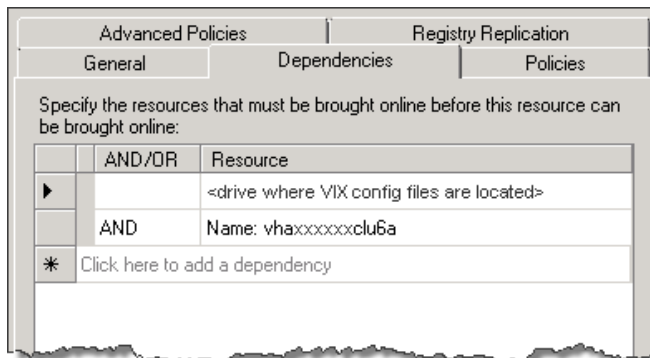 Advanced Policies Registry Replication
General Dependencies Policies
Specify the resources that must be brought online before this resource can
be brought online:
AND/OR Resource
<drive where VIX config files are located>
AND Name: vhaxxxxxxclu6a
Click here to add a dependency